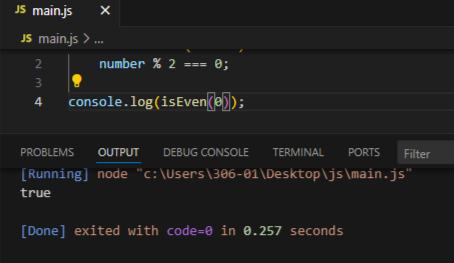 JS main.js ×
JS main.js > ...
2 number % 2 === 0;
3
4 console.log(isEven(0));
PROBLEMS OUTPUT DEBUG CONSOLE TERMINAL PORTS Filter
[Running] node "c:\Users\306-01\Desktop\js\main.js"
true
[Done] exited with code=0 in 0.257 seconds